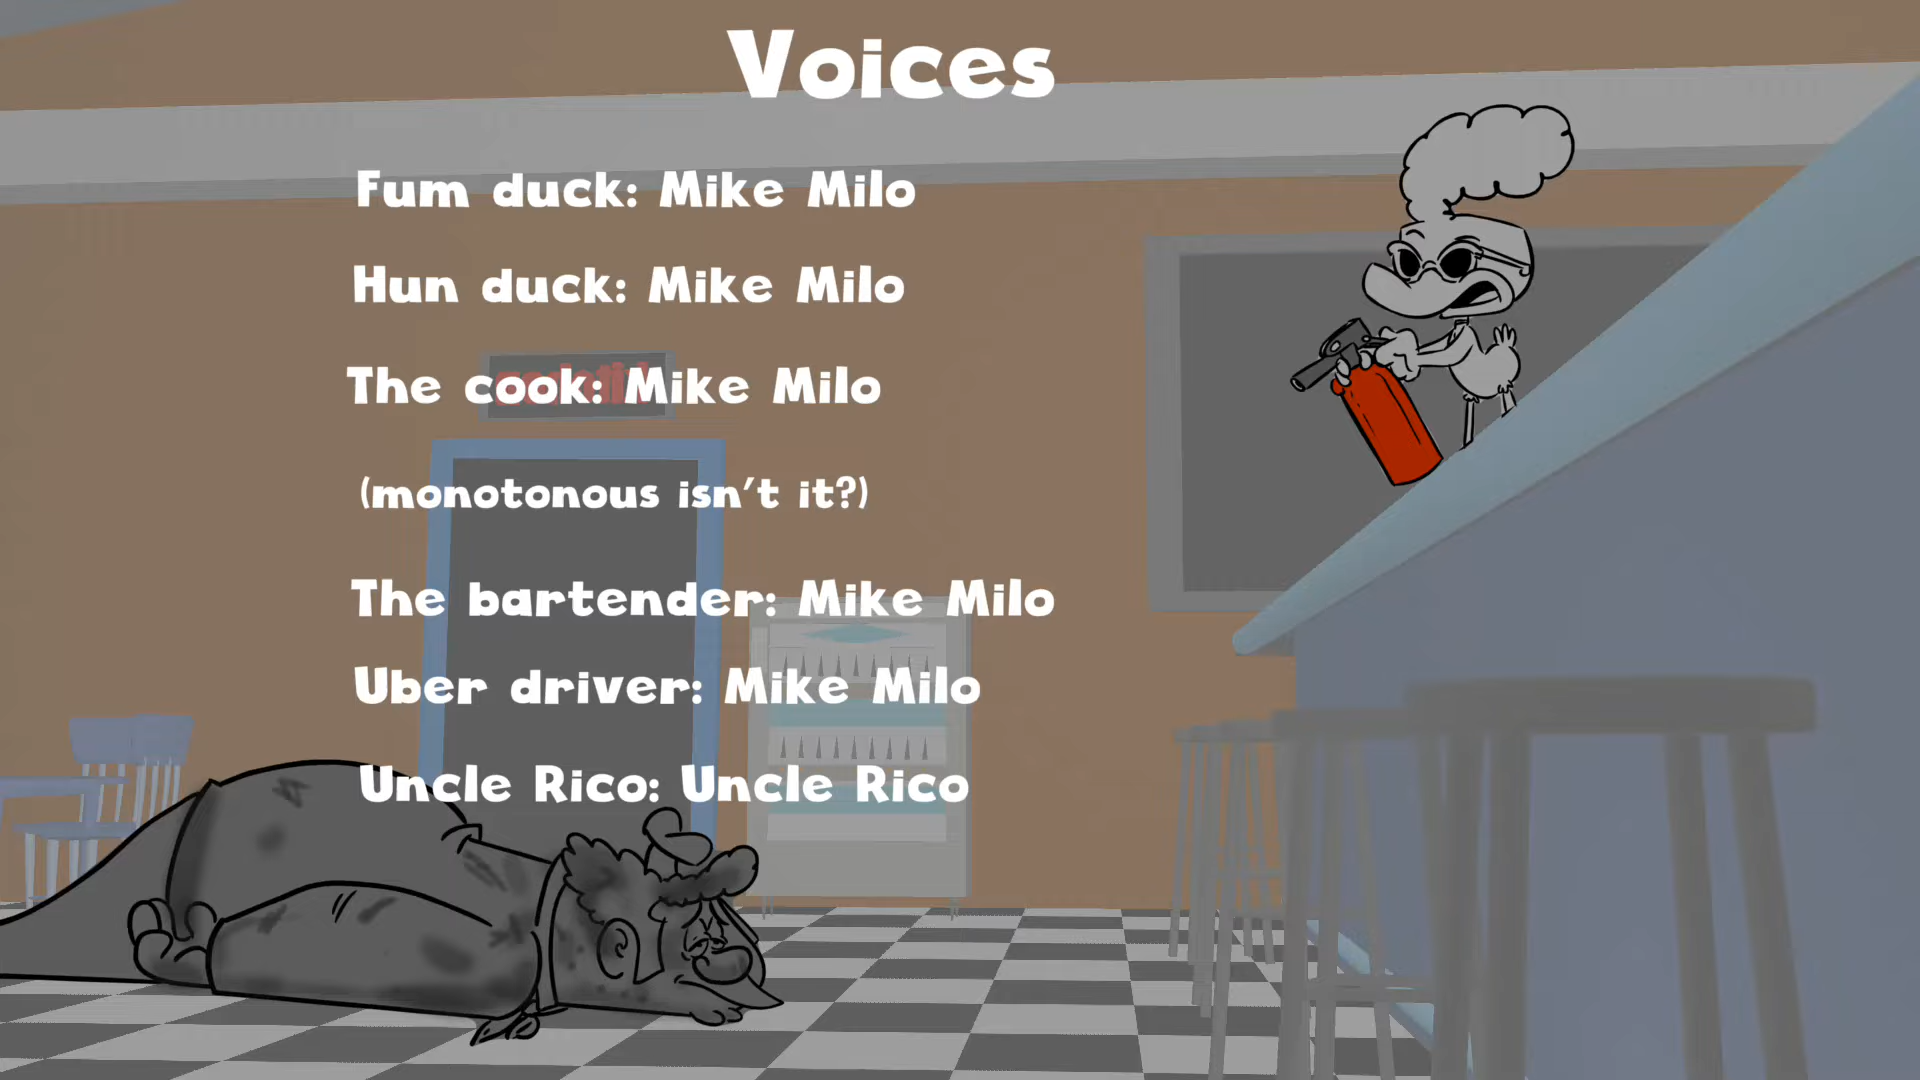 Voices
Fum duck: Mike Milo
Hun duck: Mike Milo
The cook: Mike Milo
(monotonous isn't it?)
The bartender: Mike Milo
Uber driver: Mike Milo
Uncle Rico: Uncle Rico